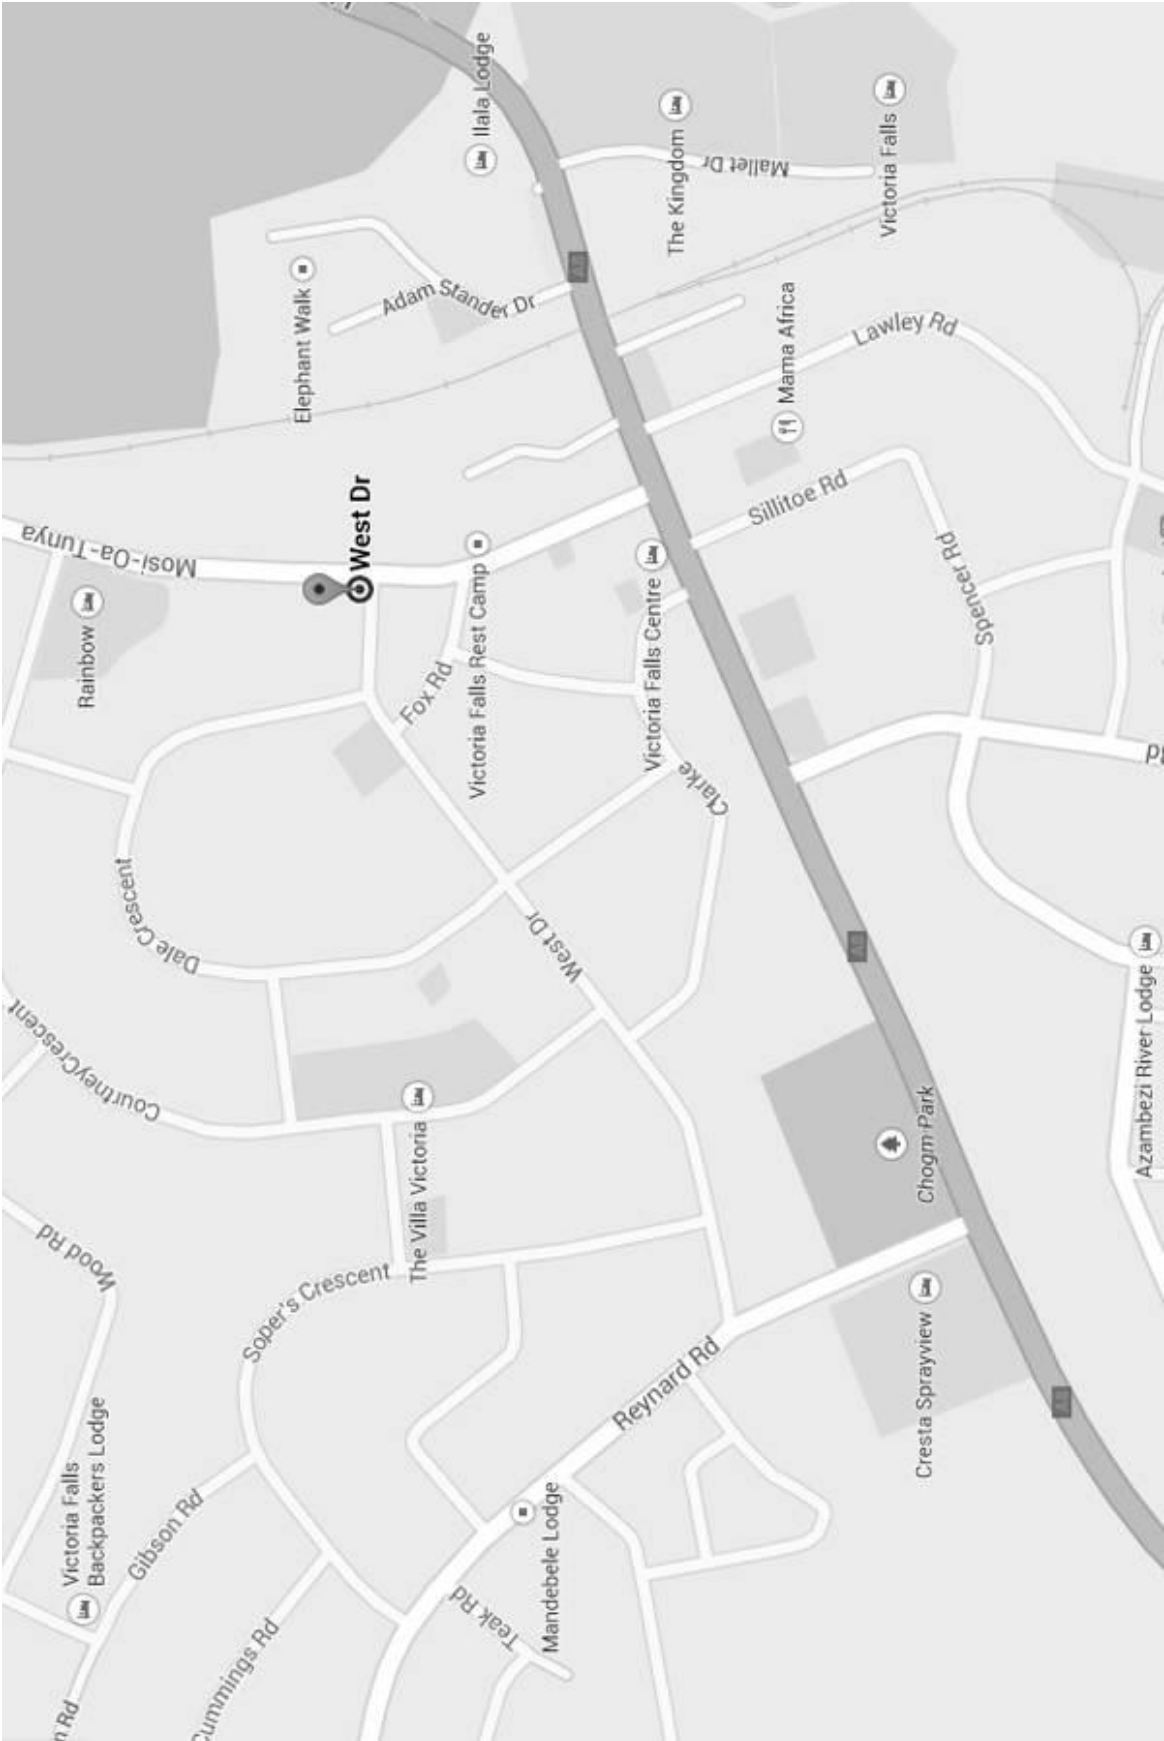 Ilala Lodge
The Kingdom
Victoria Falls
Mallet Dr
Elephant Walk
Adam Stander Dr
Mama Africa
Lawley Rd
West Dr
Mosi-Oa-Tunya
Rainbow
Victoria Falls Rest Camp
Fox Rd
Victoria Falls Centre
Sillitoe Rd
Spencer Rd
Clarke
Rd
Dale Crescent
West Dr
Courtney Crescent
The Villa Victoria
Chogm Park
Azambezi River Lodge
Wood Rd
Soper's Crescent
Reynard Rd
Cresta Sprayview
Victoria Falls
Backpackers Lodge
Gibson Rd
Mandebele Lodge
Teak Rd
Cummings Rd
n Rd